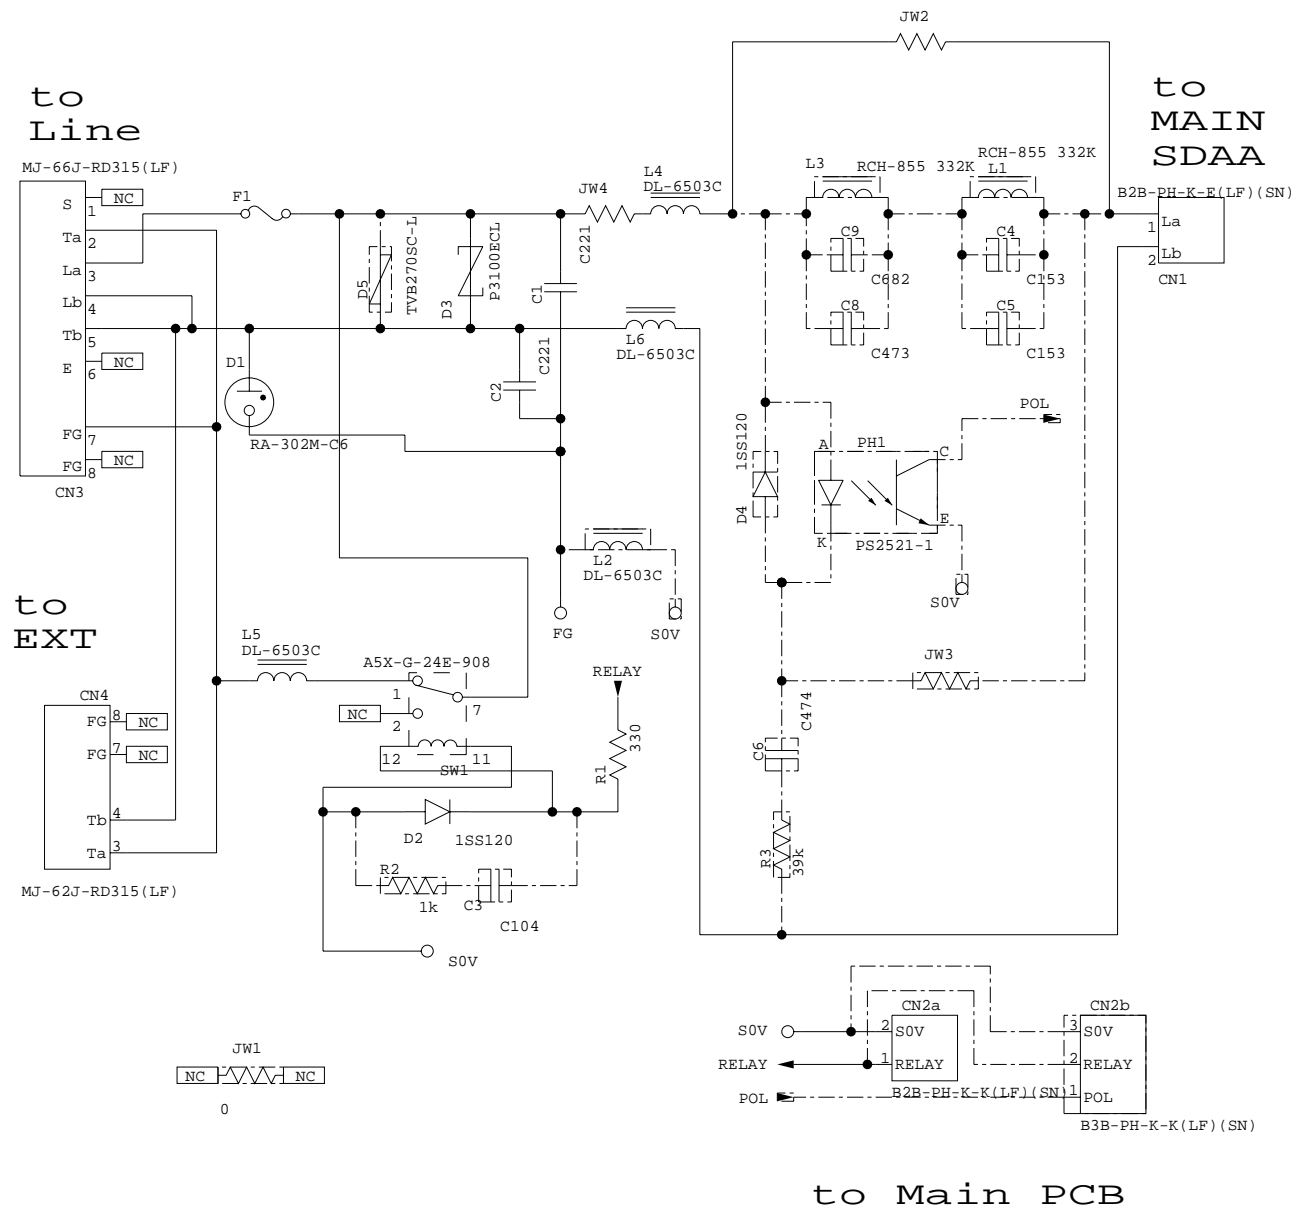 JW2
to
Line
to
MAIN
SDAA
MJ-66J-RD315(LF)
S
NC
1
Ta
2
La
3
Lb
4
Tb
5
E
NC
6
FG
7
FG
NC
8
CN3
F1
D5
TVB270SC-L
D3
P3100ECL
C1
C221
JW4
L4
DL-6503C
L3
RCH-855 332K
RCH-855 332K
L1
B2B-PH-K-E(LF)(SN)
La
1
Lb
2
CN1
C9
C682
C4
C153
C8
C473
C5
C153
L6
DL-6503C
D1
RA-302M-C6
C2
C221
POL
1SS120
D4
A
PH1
C
K
E
PS2521-1
S0V
L2
DL-6503C
FG
S0V
to
EXT
L5
DL-6503C
A5X-G-24E-908
1
NC
2
7
12
11
SW1
RELAY
R1
330
JW3
C6
C474
CN4
FG
8
NC
FG
7
NC
Tb
4
Ta
3
MJ-62J-RD315(LF)
D2
1SS120
R2
1k
C3
C104
S0V
R3
39k
JW1
NC
NC
0
CN2a
CN2b
S0V
2
S0V
3
S0V
RELAY
1
RELAY
2
RELAY
POL
B2B-PH-K-K(LF)(SN)
1
POL
B3B-PH-K-K(LF)(SN)
to Main PCB